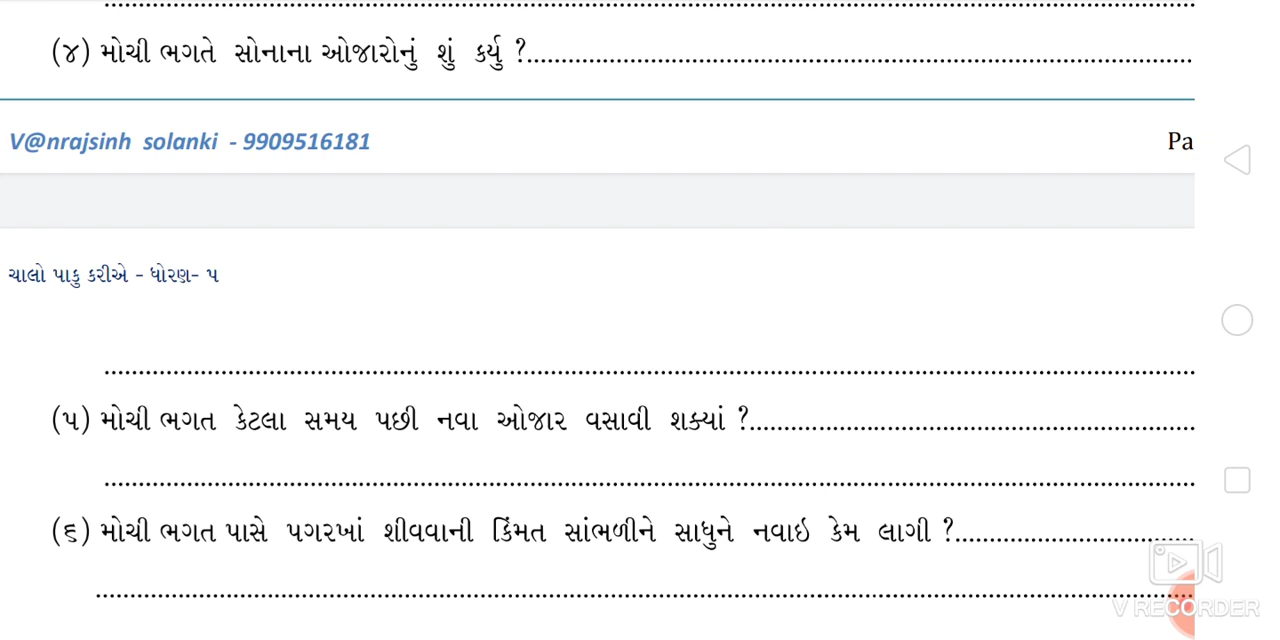 (૪) મોચી ભગતે સોનાના ઓજારોનું શું કર્યુ ?
V@nrajsinh solanki - 9909516181 Pa
ચાલો પાકુ કરીએ - ધોરણ- ૫
(૫) મોચી ભગત કેટલા સમય પછી નવા ઓજાર વસાવી શક્યાં ?
(૬) મોચી ભગત પાસે પગરખાં શીવવાની કિંમત સાંભળીને સાધુને નવાઇ કેમ લાગી ?
V RECORDER